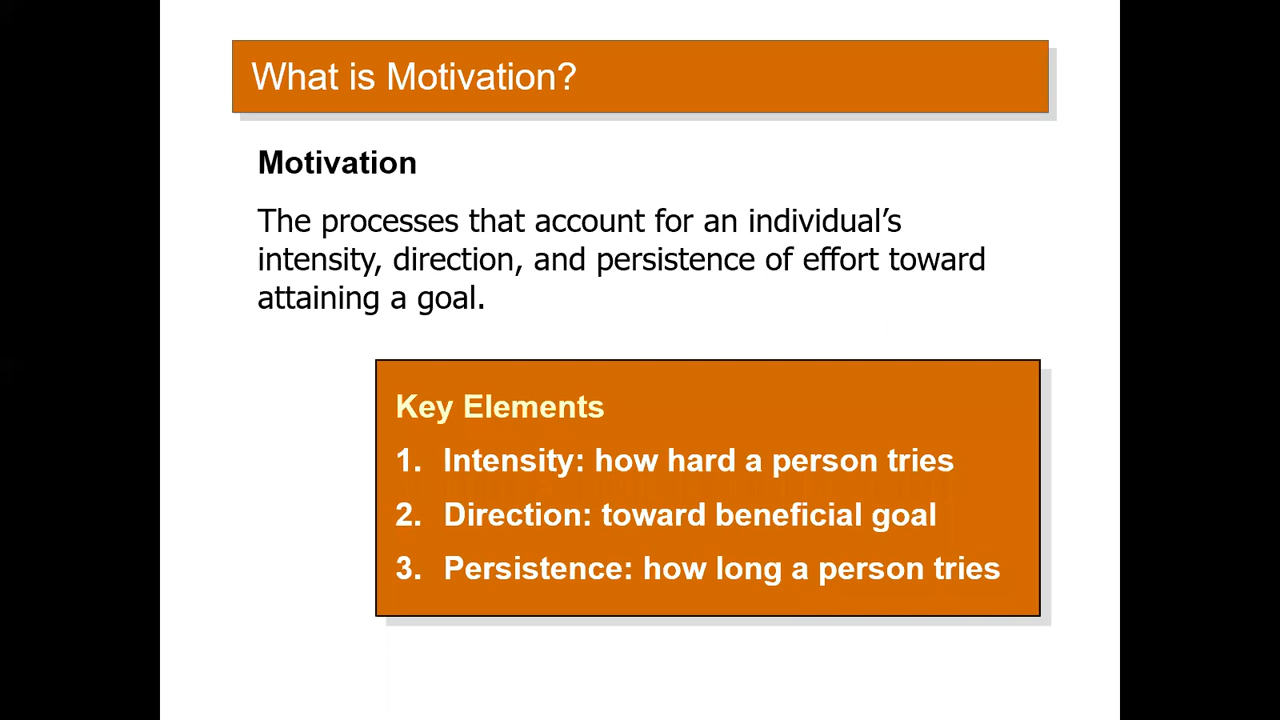 What is Motivation?
Motivation
The processes that account for an individual’s
intensity, direction, and persistence of effort toward
attaining a goal.
Key Elements
1. Intensity: how hard a person tries
2. Direction: toward beneficial goal
3. Persistence: how long a person tries